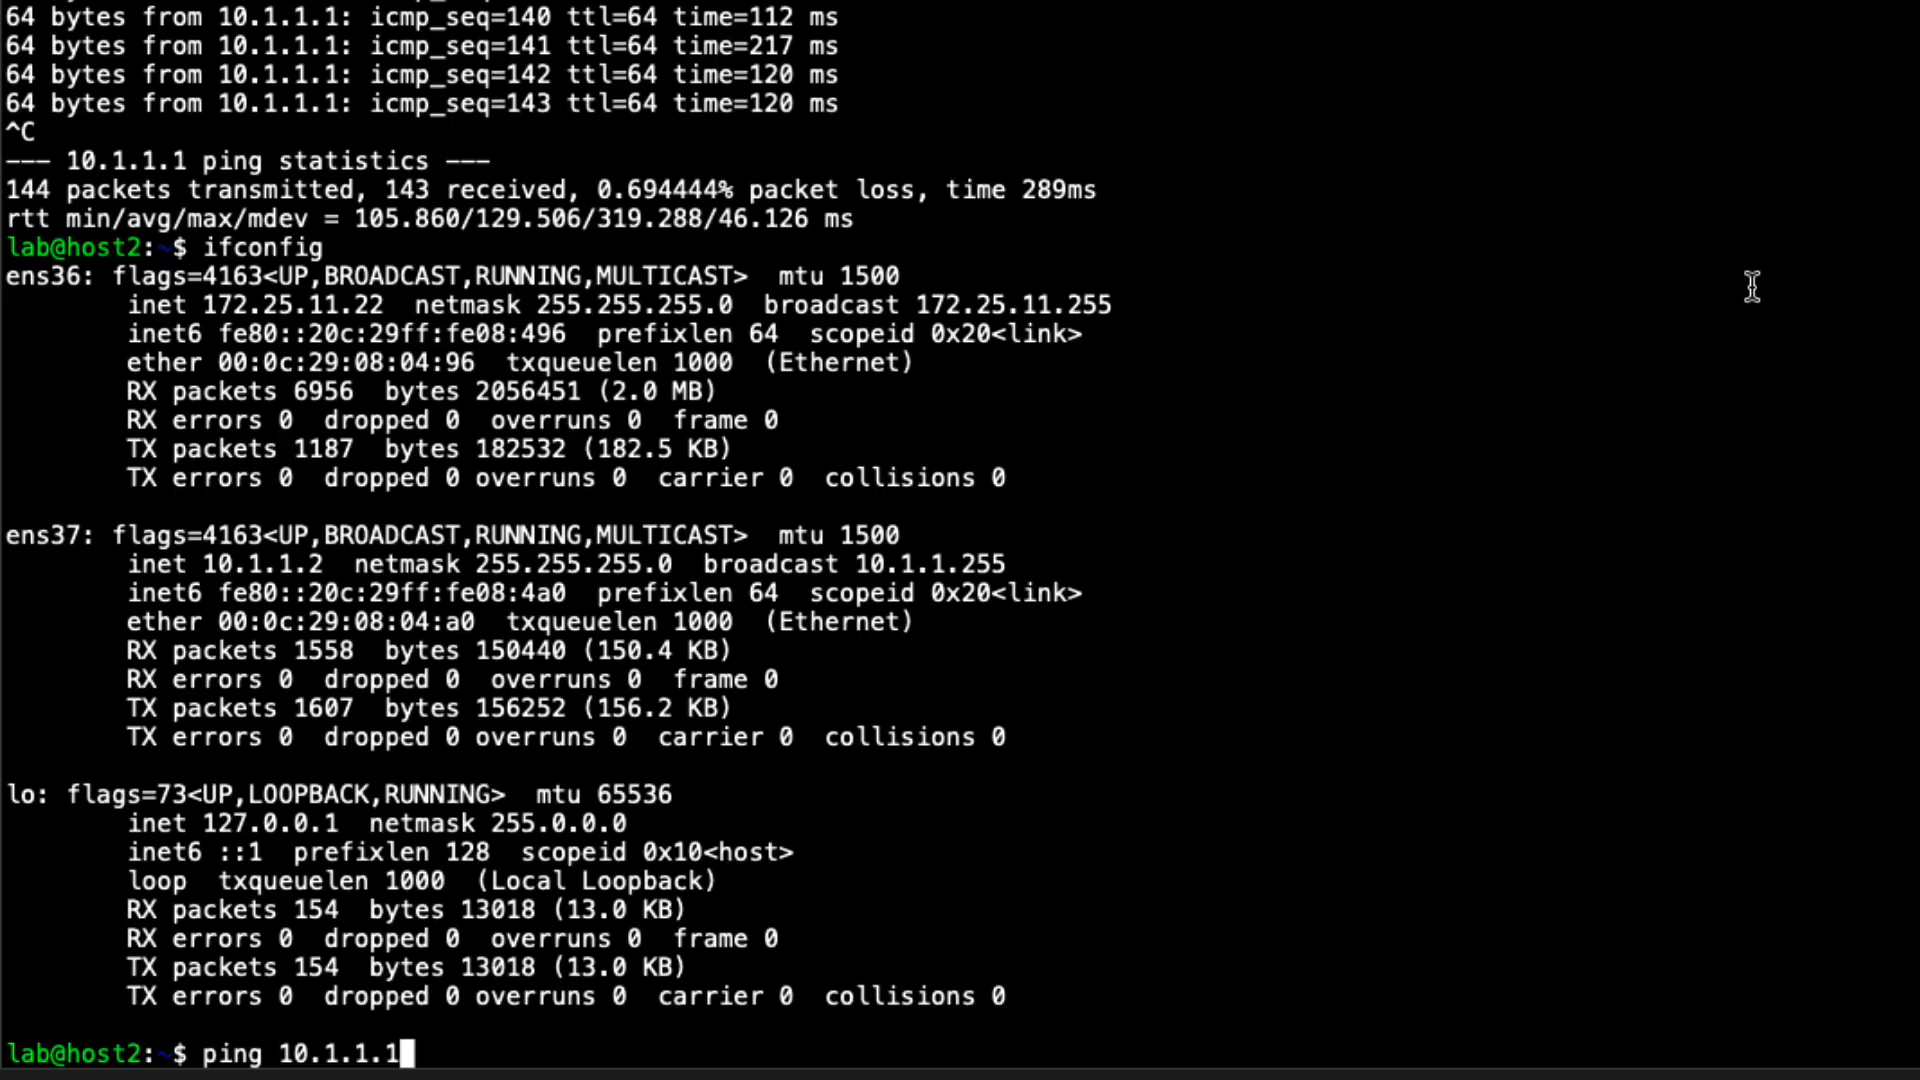 64 bytes from 10.1.1.1: icmp_seq=140 ttl=64 time=112 ms
64 bytes from 10.1.1.1: icmp_seq=141 ttl=64 time=217 ms
64 bytes from 10.1.1.1: icmp_seq=142 ttl=64 time=120 ms
64 bytes from 10.1.1.1: icmp_seq=143 ttl=64 time=120 ms
^C
--- 10.1.1.1 ping statistics ---
144 packets transmitted, 143 received, 0.694444% packet loss, time 289ms
rtt min/avg/max/mdev = 105.860/129.506/319.288/46.126 ms
lab@host2:~$ ifconfig
ens36: flags=4163<UP,BROADCAST,RUNNING,MULTICAST>  mtu 1500
        inet 172.25.11.22  netmask 255.255.255.0  broadcast 172.25.11.255
        inet6 fe80::20c:29ff:fe08:496  prefixlen 64  scopeid 0x20<link>
        ether 00:0c:29:08:04:96  txqueuelen 1000  (Ethernet)
        RX packets 6956  bytes 2056451 (2.0 MB)
        RX errors 0  dropped 0  overruns 0  frame 0
        TX packets 1187  bytes 182532 (182.5 KB)
        TX errors 0  dropped 0 overruns 0  carrier 0  collisions 0

ens37: flags=4163<UP,BROADCAST,RUNNING,MULTICAST>  mtu 1500
        inet 10.1.1.2  netmask 255.255.255.0  broadcast 10.1.1.255
        inet6 fe80::20c:29ff:fe08:4a0  prefixlen 64  scopeid 0x20<link>
        ether 00:0c:29:08:04:a0  txqueuelen 1000  (Ethernet)
        RX packets 1558  bytes 150440 (150.4 KB)
        RX errors 0  dropped 0  overruns 0  frame 0
        TX packets 1607  bytes 156252 (156.2 KB)
        TX errors 0  dropped 0 overruns 0  carrier 0  collisions 0

lo: flags=73<UP,LOOPBACK,RUNNING>  mtu 65536
        inet 127.0.0.1  netmask 255.0.0.0
        inet6 ::1  prefixlen 128  scopeid 0x10<host>
        loop  txqueuelen 1000  (Local Loopback)
        RX packets 154  bytes 13018 (13.0 KB)
        RX errors 0  dropped 0  overruns 0  frame 0
        TX packets 154  bytes 13018 (13.0 KB)
        TX errors 0  dropped 0 overruns 0  carrier 0  collisions 0

lab@host2:~$ ping 10.1.1.1